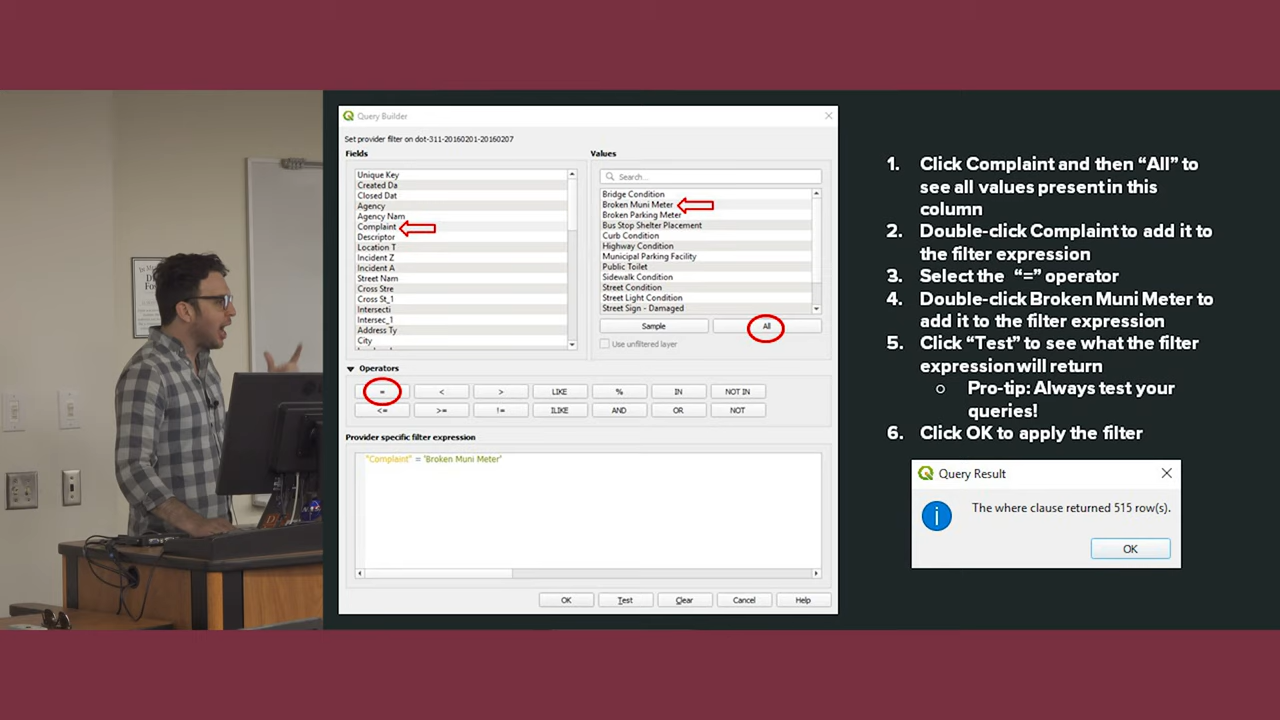 Query Builder
Set provider filter on dot-311-20160201-20160207
Fields
Unique Key
Created Da
Closed Dat
Agency
Agency Nam
Complaint
Descriptor
Location T
Incident Z
Incident A
Street Nam
Cross Stre
Cross St_1
Intersecti
Intersec_1
Address Ty
City
Values
Search...
Bridge Condition
Broken Muni Meter
Broken Parking Meter
Bus Stop Shelter Placement
Curb Condition
Highway Condition
Municipal Parking Facility
Public Toilet
Sidewalk Condition
Street Condition
Street Light Condition
Street Sign - Damaged
Sample
All
Use unfiltered layer
Operators
= < > LIKE % IN NOT IN
<= >= != ILIKE AND OR NOT
Provider specific filter expression
"Complaint" = 'Broken Muni Meter'
OK Test Clear Cancel Help
1. Click Complaint and then “All” to
see all values present in this
column
2. Double-click Complaint to add it to
the filter expression
3. Select the “=” operator
4. Double-click Broken Muni Meter to
add it to the filter expression
5. Click “Test” to see what the filter
expression will return
○ Pro-tip: Always test your
queries!
6. Click OK to apply the filter
Query Result
The where clause returned 515 row(s).
OK